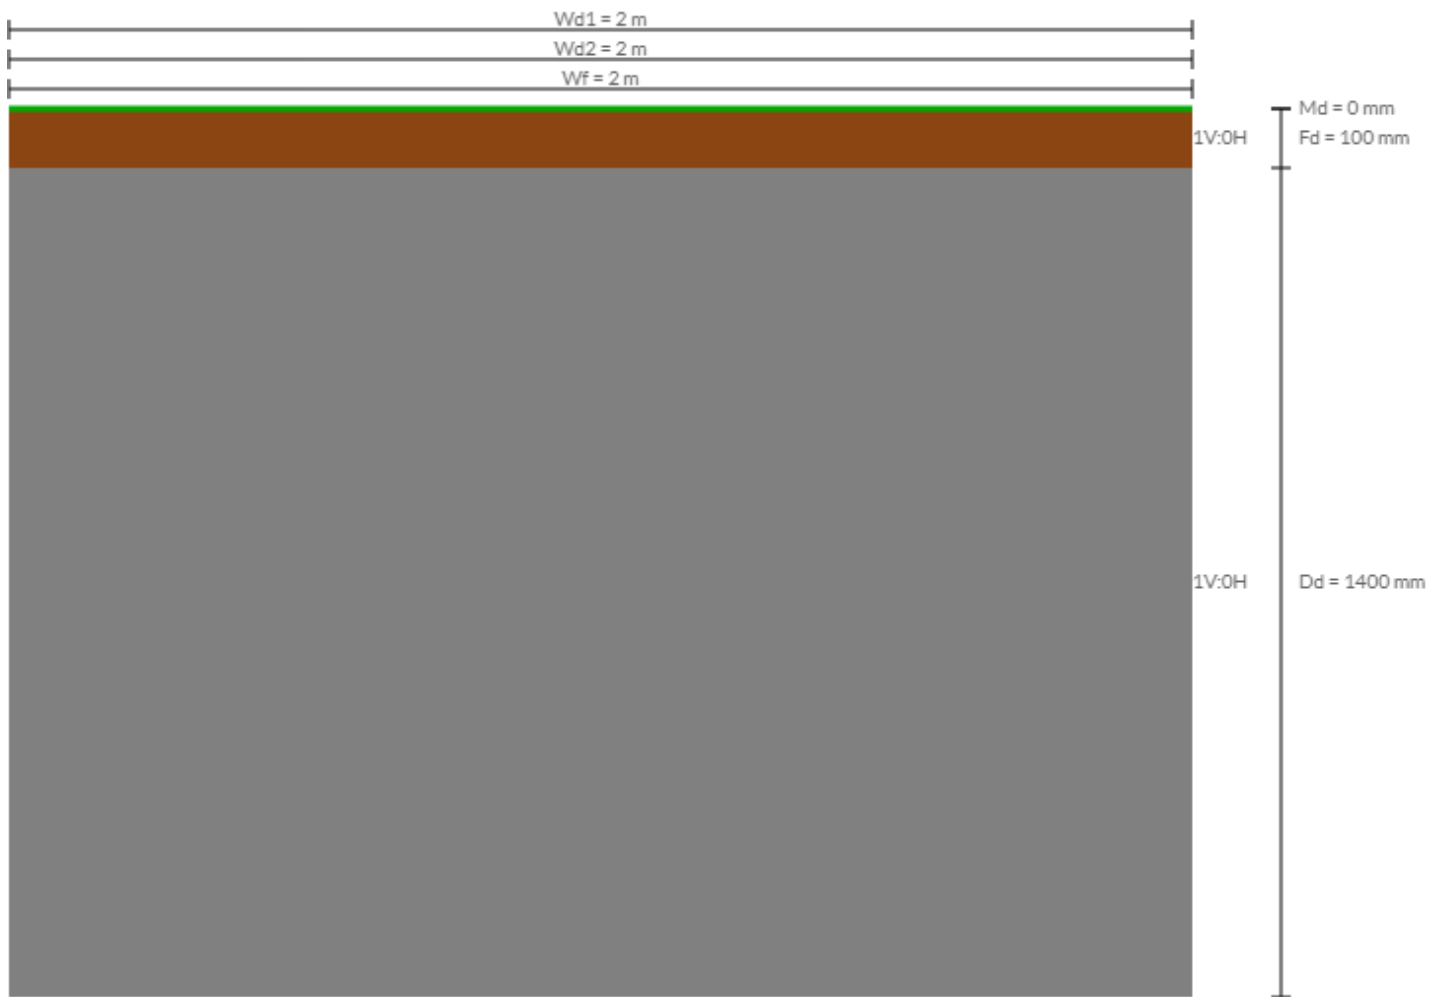 Wd1 = 2 m
Wd2 = 2 m
Wf = 2 m
Md = 0 mm
1V:0H
Fd = 100 mm
1V:0H
Dd = 1400 mm